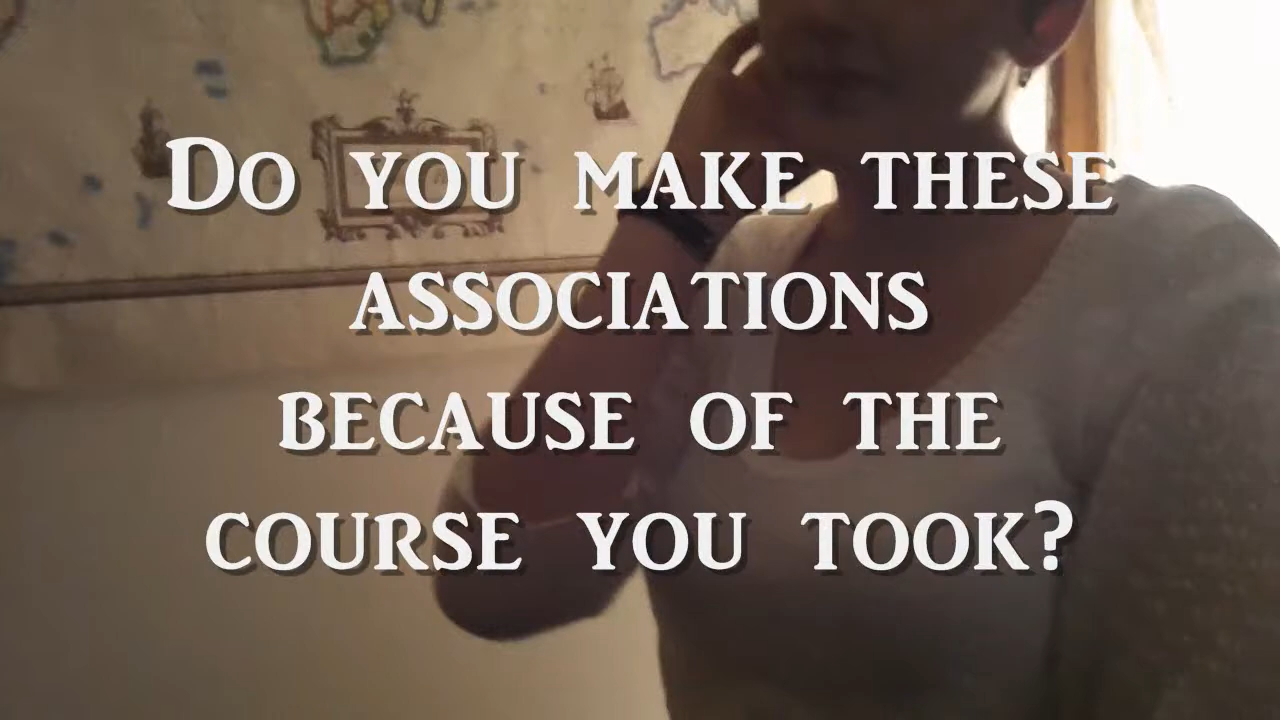 Do you make these
associations
because of the
course you took?